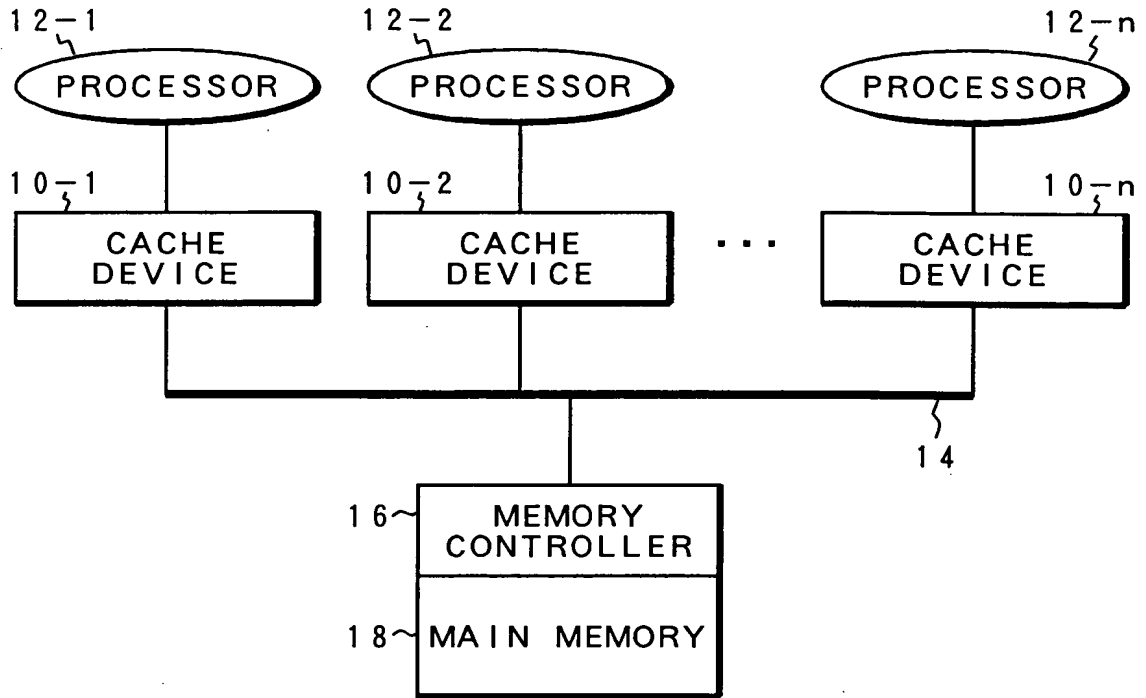 12-1
12-2
12-n
PROCESSOR
PROCESSOR
PROCESSOR
10-1
10-2
10-n
CACHE
DEVICE
CACHE
DEVICE
...
CACHE
DEVICE
14
16
MEMORY
CONTROLLER
18
MAIN MEMORY